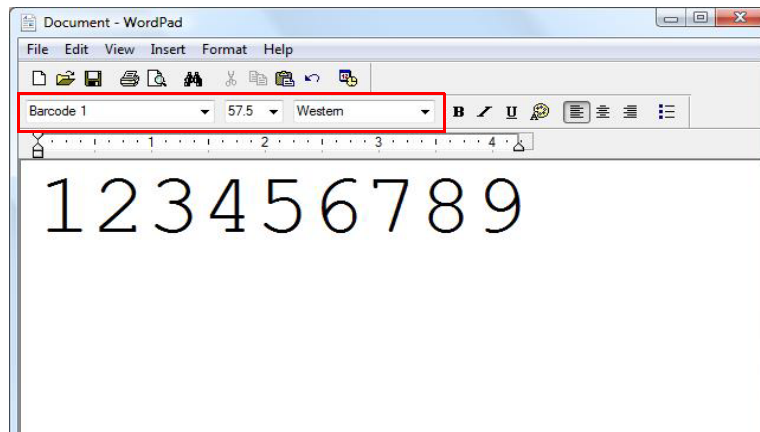 Document - WordPad
File Edit View Insert Format Help
Barcode 1 57.5 Western B U
1 2 3 4
123456789